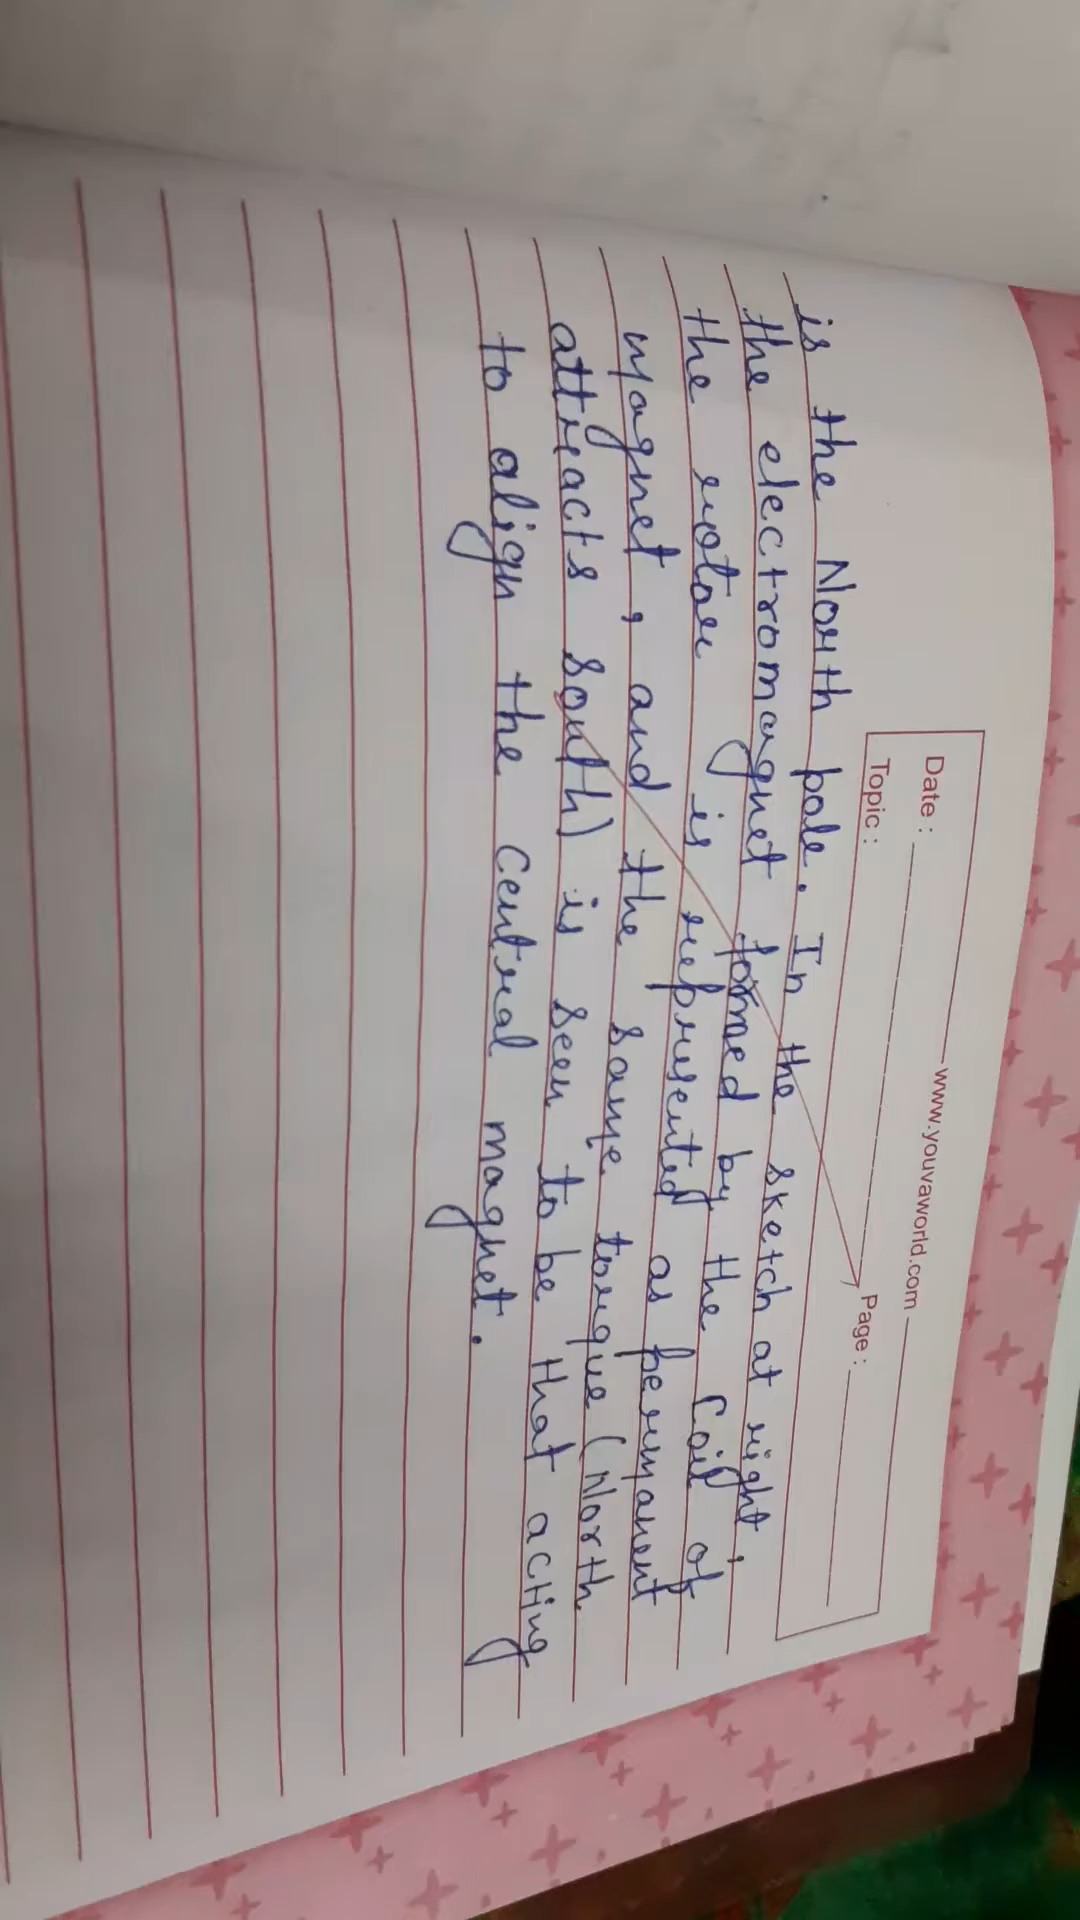 Date : www.youvaworld.com
Topic : Page :
is the North pole. In the sketch at right,
the electromagnet formed by the Coil of
the rotor is represented as permanent
magnet, and the same torque (North
attracts south) is seen to be that acting
to align the Central magnet.